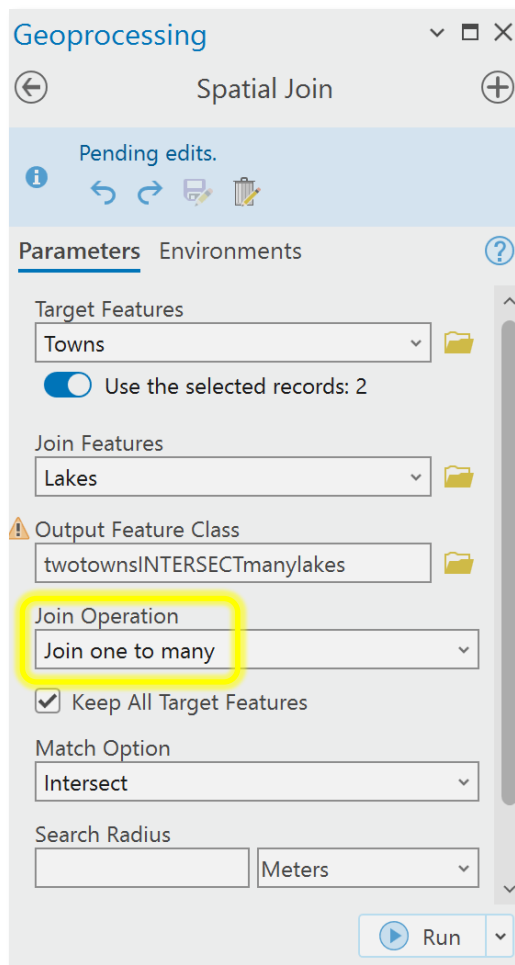 Geoprocessing
Spatial Join
Pending edits.
Parameters Environments
Target Features
Towns
Use the selected records: 2
Join Features
Lakes
Output Feature Class
twotownsINTERSECTmanylakes
Join Operation
Join one to many
Keep All Target Features
Match Option
Intersect
Search Radius
Meters
Run